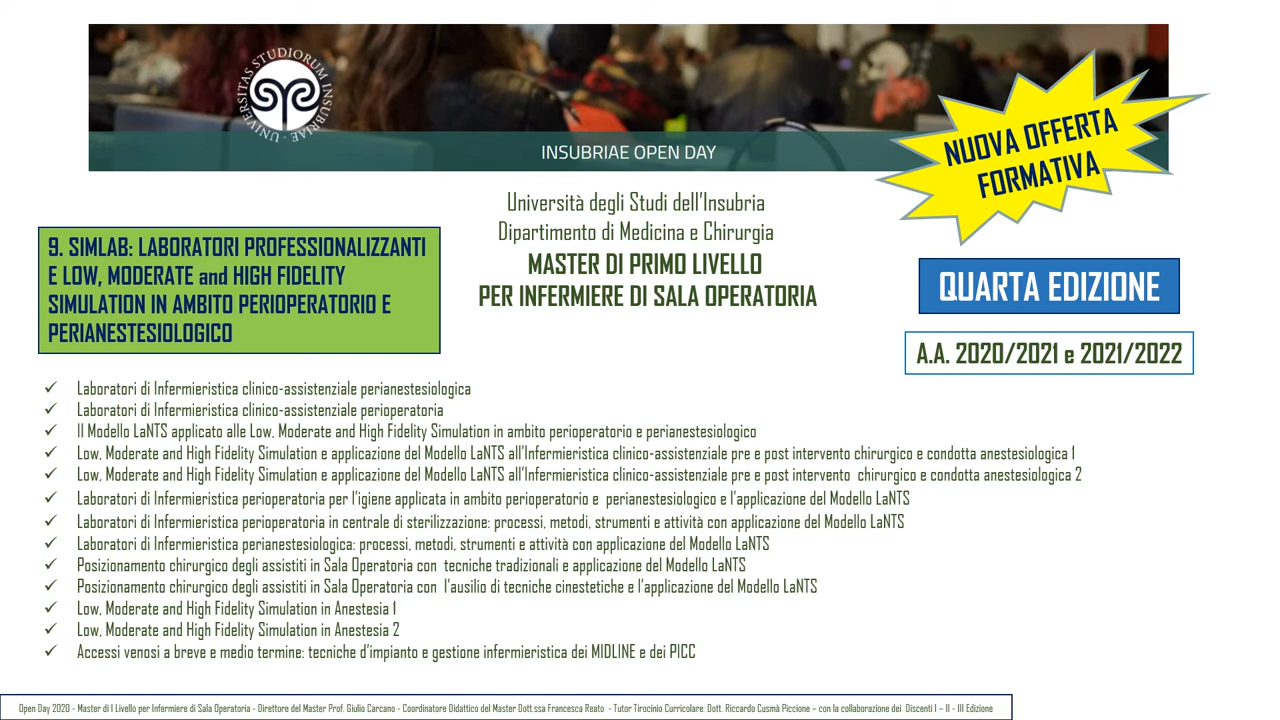 UNIVERSITAS STUDIORUM INSUBRIAE
INSUBRIAE OPEN DAY
NUOVA OFFERTA
FORMATIVA
Università degli Studi dell'Insubria
Dipartimento di Medicina e Chirurgia
MASTER DI PRIMO LIVELLO
PER INFERMIERE DI SALA OPERATORIA
9. SIMLAB: LABORATORI PROFESSIONALIZZANTI
E LOW, MODERATE and HIGH FIDELITY
SIMULATION IN AMBITO PERIOPERATORIO E
PERIANESTESIOLOGICO
QUARTA EDIZIONE
A.A. 2020/2021 e 2021/2022
✓ Laboratori di Infermieristica clinico-assistenziale perianestesiologica
✓ Laboratori di Infermieristica clinico-assistenziale perioperatoria
✓ Il Modello LaNTS applicato alle Low, Moderate and High Fidelity Simulation in ambito perioperatorio e perianestesiologico
✓ Low, Moderate and High Fidelity Simulation e applicazione del Modello LaNTS all'Infermieristica clinico-assistenziale pre e post intervento chirurgico e condotta anestesiologica 1
✓ Low, Moderate and High Fidelity Simulation e applicazione del Modello LaNTS all'Infermieristica clinico-assistenziale pre e post intervento chirurgico e condotta anestesiologica 2
✓ Laboratori di Infermieristica perioperatoria per l'igiene applicata in ambito perioperatorio e perianestesiologico e l'applicazione del Modello LaNTS
✓ Laboratori di Infermieristica perioperatoria in centrale di sterilizzazione: processi, metodi, strumenti e attività con applicazione del Modello LaNTS
✓ Laboratori di Infermieristica perianestesiologica: processi, metodi, strumenti e attività con applicazione del Modello LaNTS
✓ Posizionamento chirurgico degli assistiti in Sala Operatoria con tecniche tradizionali e applicazione del Modello LaNTS
✓ Posizionamento chirurgico degli assistiti in Sala Operatoria con l'ausilio di tecniche cinestetiche e l'applicazione del Modello LaNTS
✓ Low, Moderate and High Fidelity Simulation in Anestesia 1
✓ Low, Moderate and High Fidelity Simulation in Anestesia 2
✓ Accessi venosi a breve e medio termine: tecniche d'impianto e gestione infermieristica dei MIDLINE e dei PICC
Open Day 2020 - Master di I Livello per Infermiere di Sala Operatoria - Direttore del Master Prof. Giulio Carcano - Coordinatore Didattico del Master Dott.ssa Francesca Reato - Tutor Tirocinio Curricolare: Dott. Riccardo Cusmà Piccione – con la collaborazione dei Discenti I – II - III Edizione